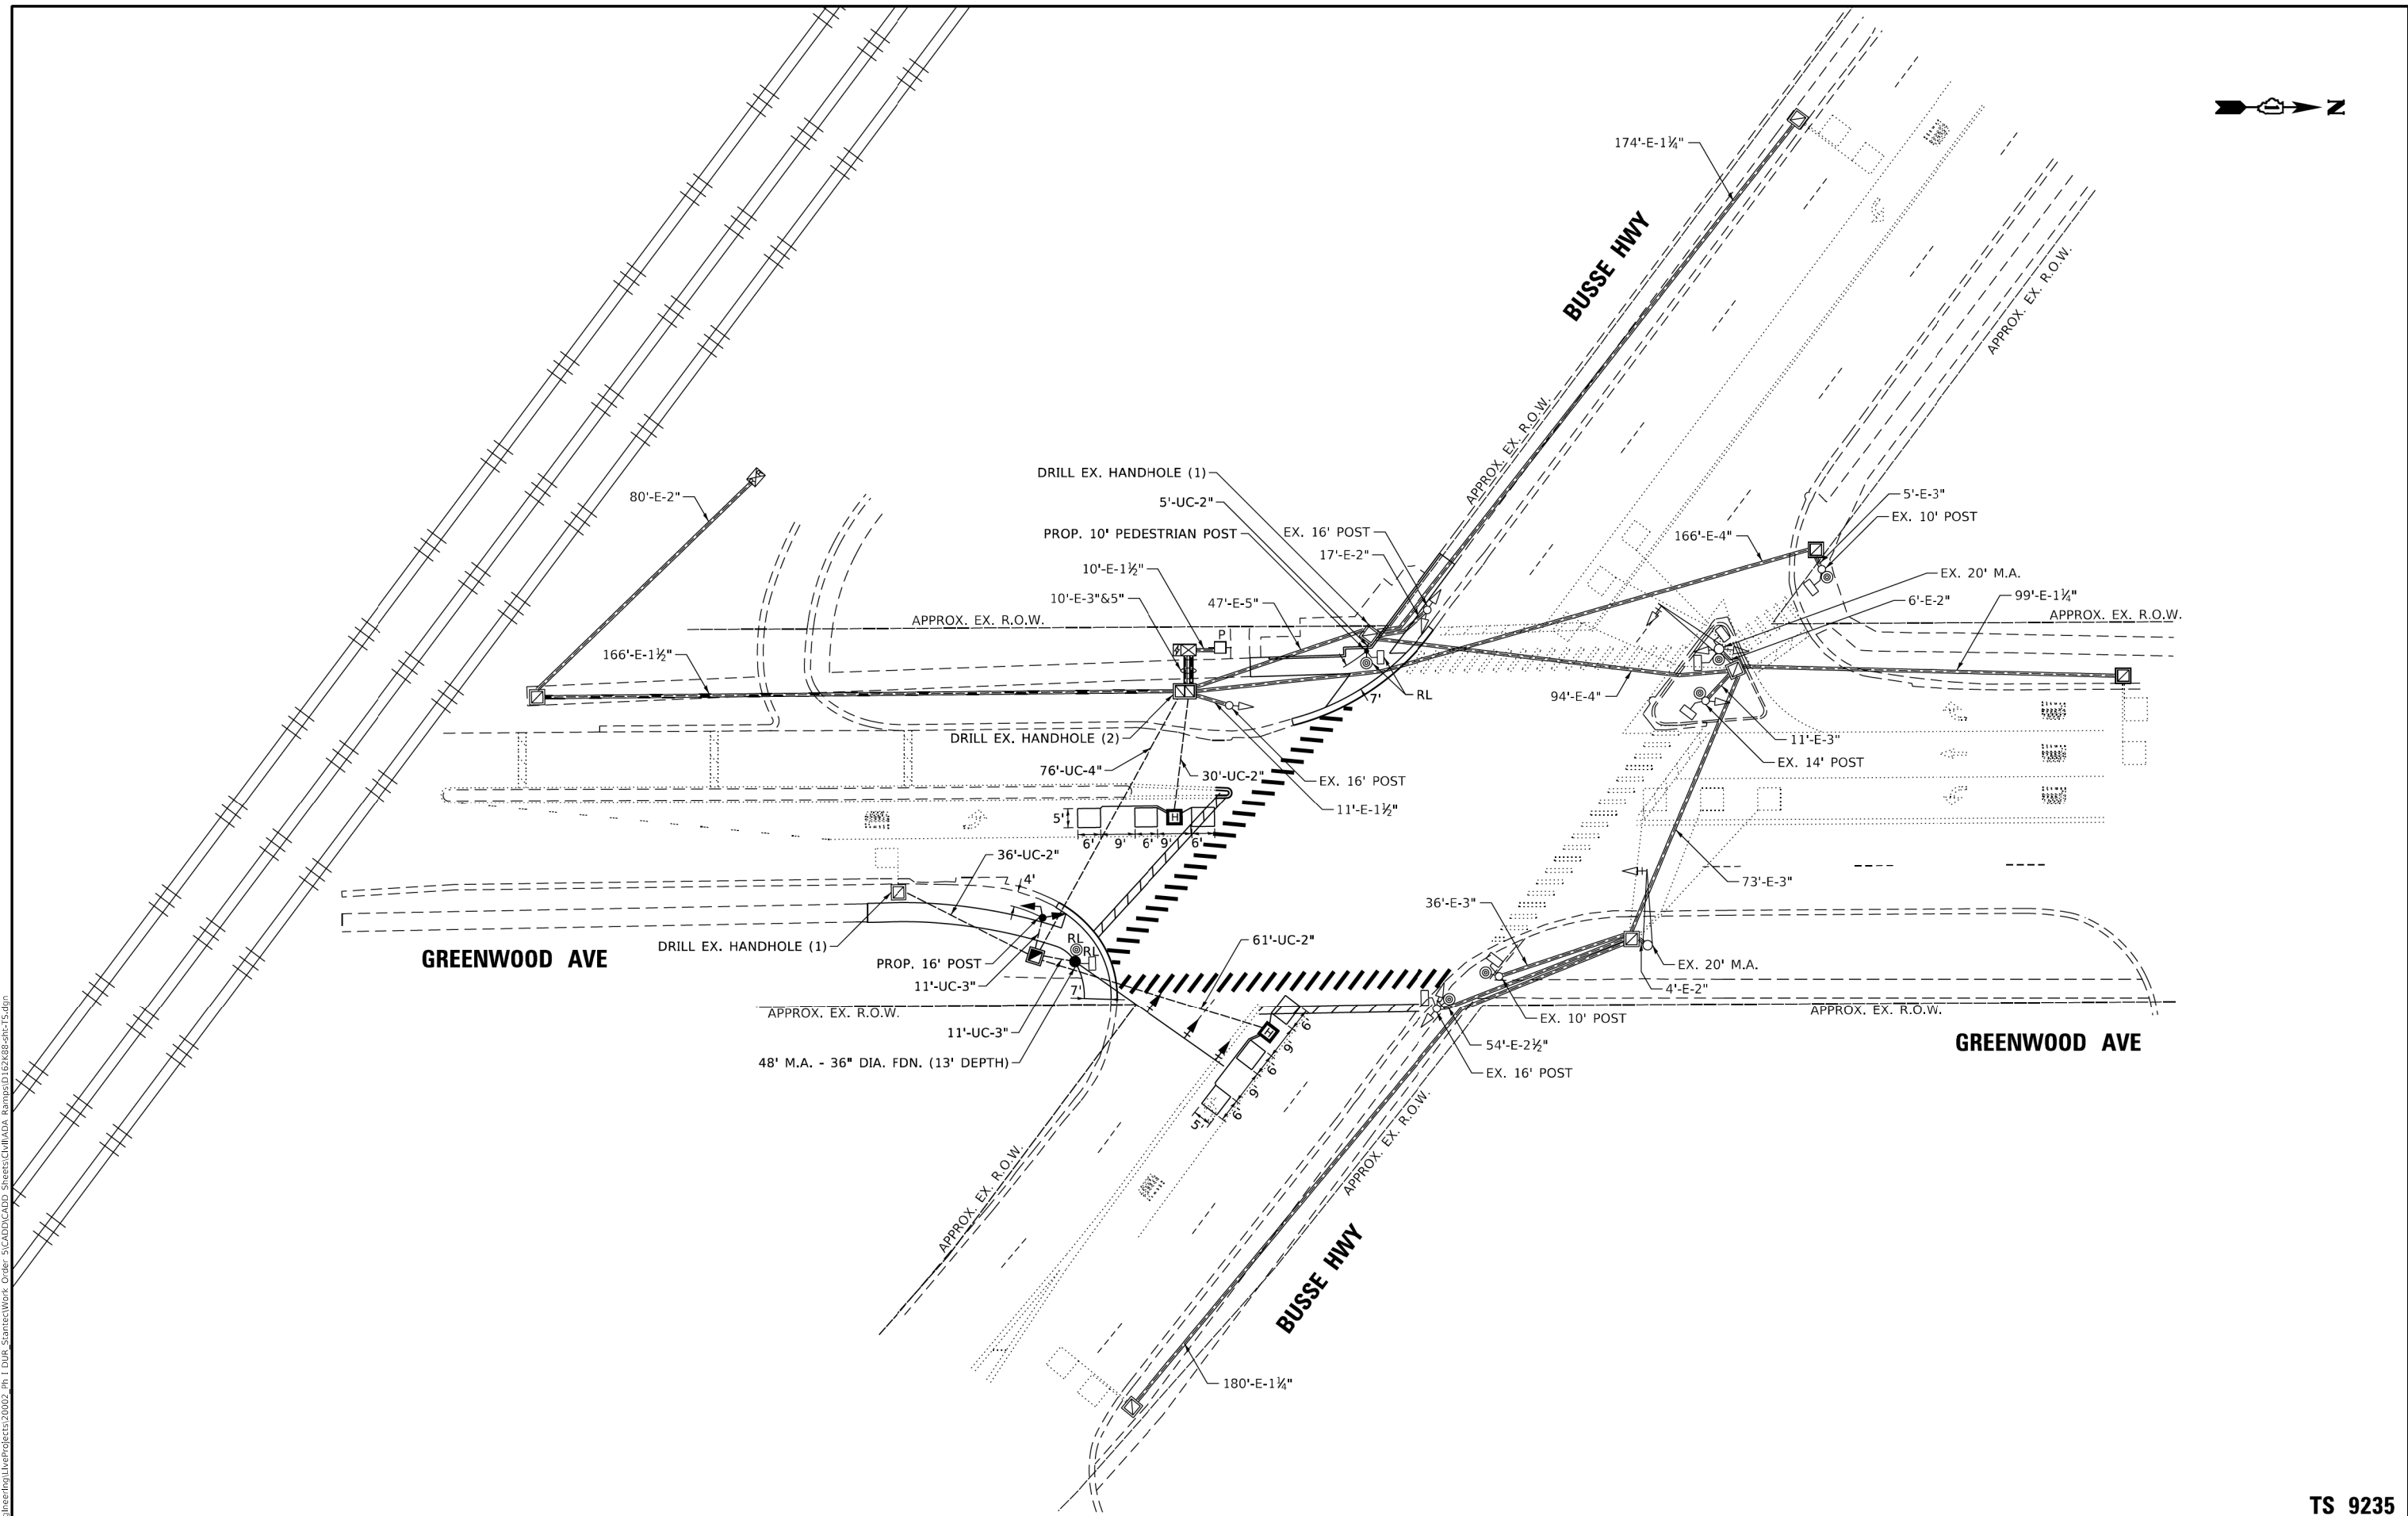 N
174'-E-1¼"
BUSSE HWY
APPROX. EX. R.O.W.
APPROX. EX. R.O.W.
DRILL EX. HANDHOLE (1)
80'-E-2"
5'-UC-2"
5'-E-3"
EX. 10' POST
PROP. 10' PEDESTRIAN POST
EX. 16' POST
166'-E-4"
17'-E-2"
10'-E-1½"
EX. 20' M.A.
10'-E-3"&5"
47'-E-5"
6'-E-2"
99'-E-1¼"
APPROX. EX. R.O.W.
APPROX. EX. R.O.W.
P
166'-E-1½"
RL
7'
94'-E-4"
DRILL EX. HANDHOLE (2)
11'-E-3"
EX. 14' POST
76'-UC-4"
30'-UC-2"
EX. 16' POST
11'-E-1½"
5'
H
6' 9' 6' 9' 6'
36'-UC-2"
4'
73'-E-3"
36'-E-3"
DRILL EX. HANDHOLE (1)
RL
RL
61'-UC-2"
GREENWOOD AVE
PROP. 16' POST
EX. 20' M.A.
11'-UC-3"
7'
4'-E-2"
APPROX. EX. R.O.W.
APPROX. EX. R.O.W.
EX. 10' POST
11'-UC-3"
H
GREENWOOD AVE
54'-E-2½"
48' M.A. - 36" DIA. FDN. (13' DEPTH)
EX. 16' POST
6'
9'
6'
9'
6'
5'
APPROX. EX. R.O.W.
APPROX. EX. R.O.W.
BUSSE HWY
180'-E-1¼"
TS 9235